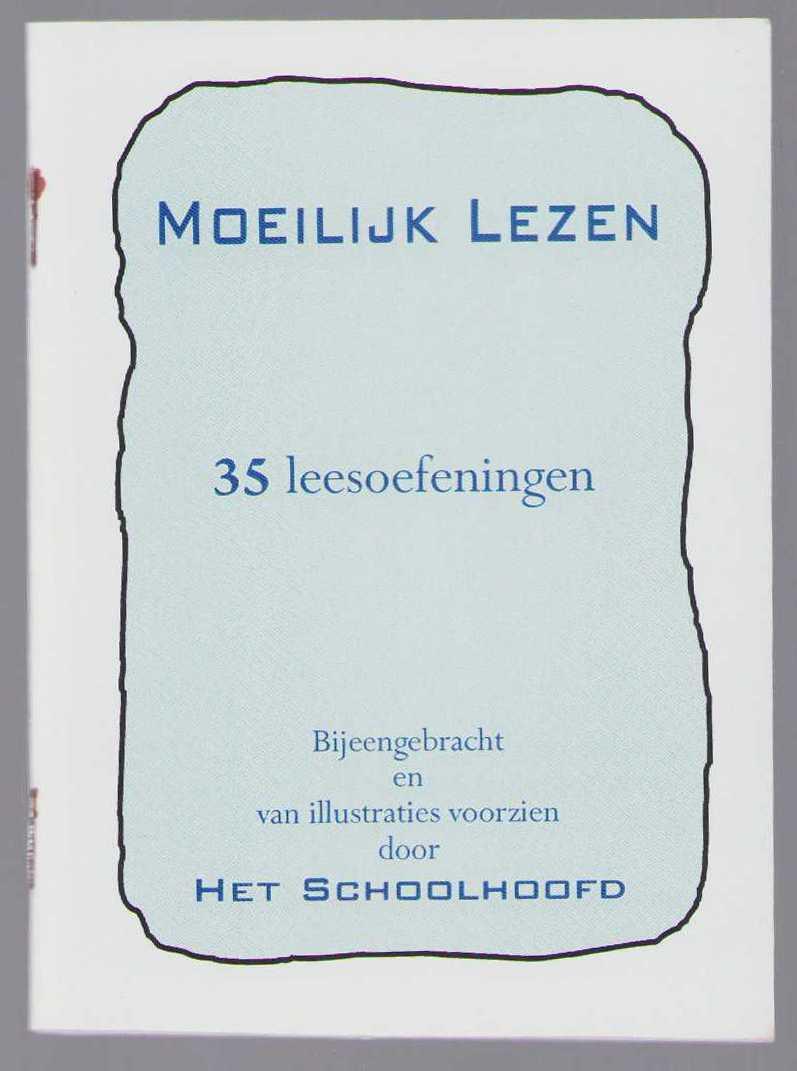 Moeilijk Lezen
35 leesoefeningen
Bijeengebracht
en
van illustraties voorzien
door
Het Schoolhoofd